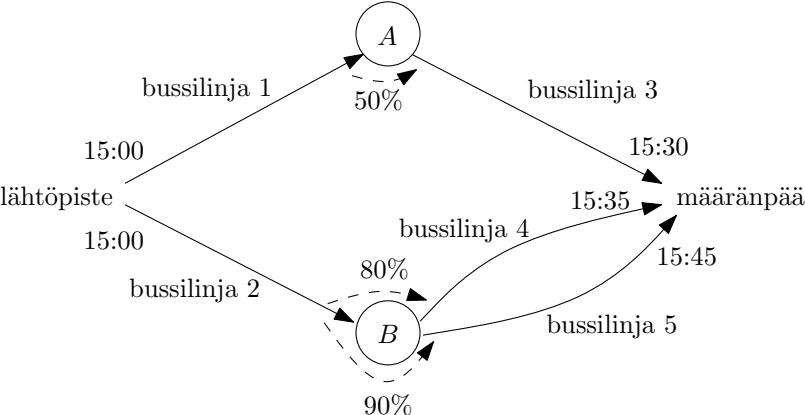 A
bussilinja 1
bussilinja 3
50%
15:00
15:30
lähtöpiste
15:35
määränpää
bussilinja 4
15:00
15:45
80%
bussilinja 2
bussilinja 5
B
90%